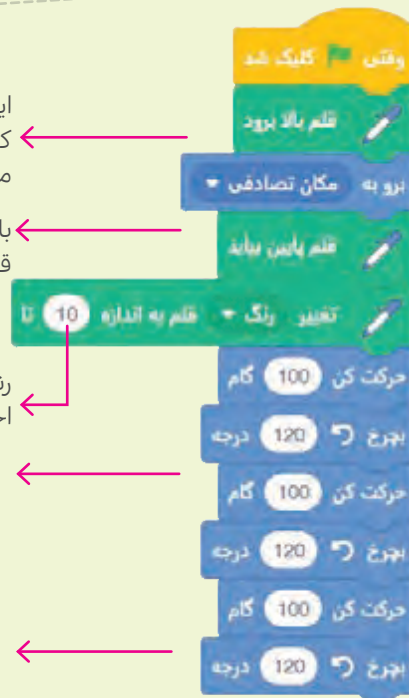 وقتی کلیک شد
قلم بالا برود
برو به مکان تصادفی
قلم پایین بیاید
تغییر رنگ قلم به اندازه 10 تا
حرکت کن 100 گام
بچرخ 120 درجه
حرکت کن 100 گام
بچرخ 120 درجه
حرکت کن 100 گام
بچرخ 120 درجه